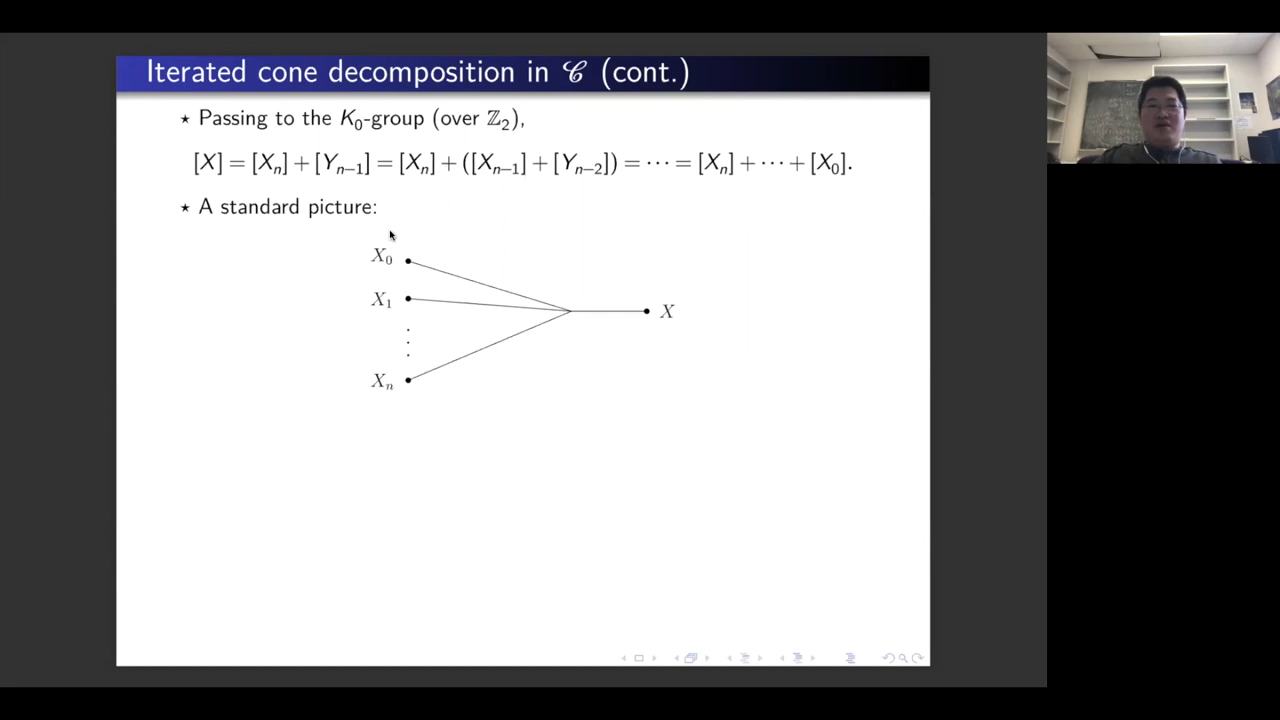 Iterated cone decomposition in 𝒞 (cont.)
⋆ Passing to the K₀-group (over ℤ₂),
[X] = [Xₙ] + [Yₙ₋₁] = [Xₙ] + ([Xₙ₋₁] + [Yₙ₋₂]) = ⋯ = [Xₙ] + ⋯ + [X₀].
⋆ A standard picture:
X₀
X₁
X
Xₙ